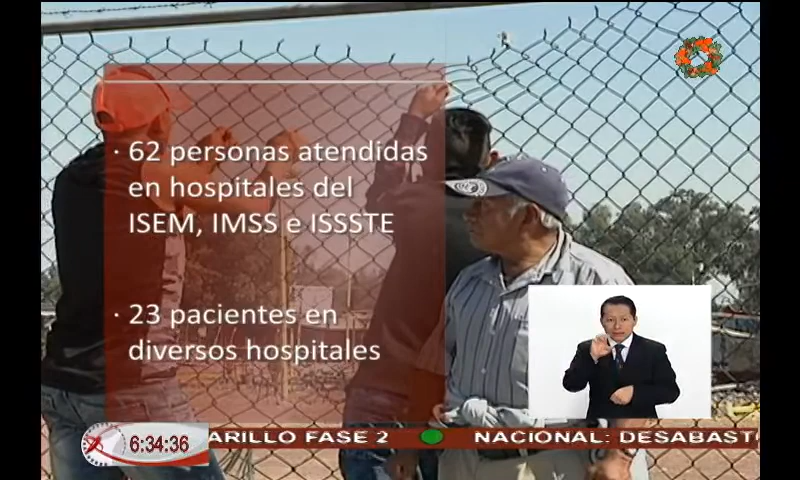 · 62 personas atendidas
en hospitales del
ISEM, IMSS e ISSSTE
· 23 pacientes en
diversos hospitales
6:34:36
ARILLO FASE 2
NACIONAL: DESABAST